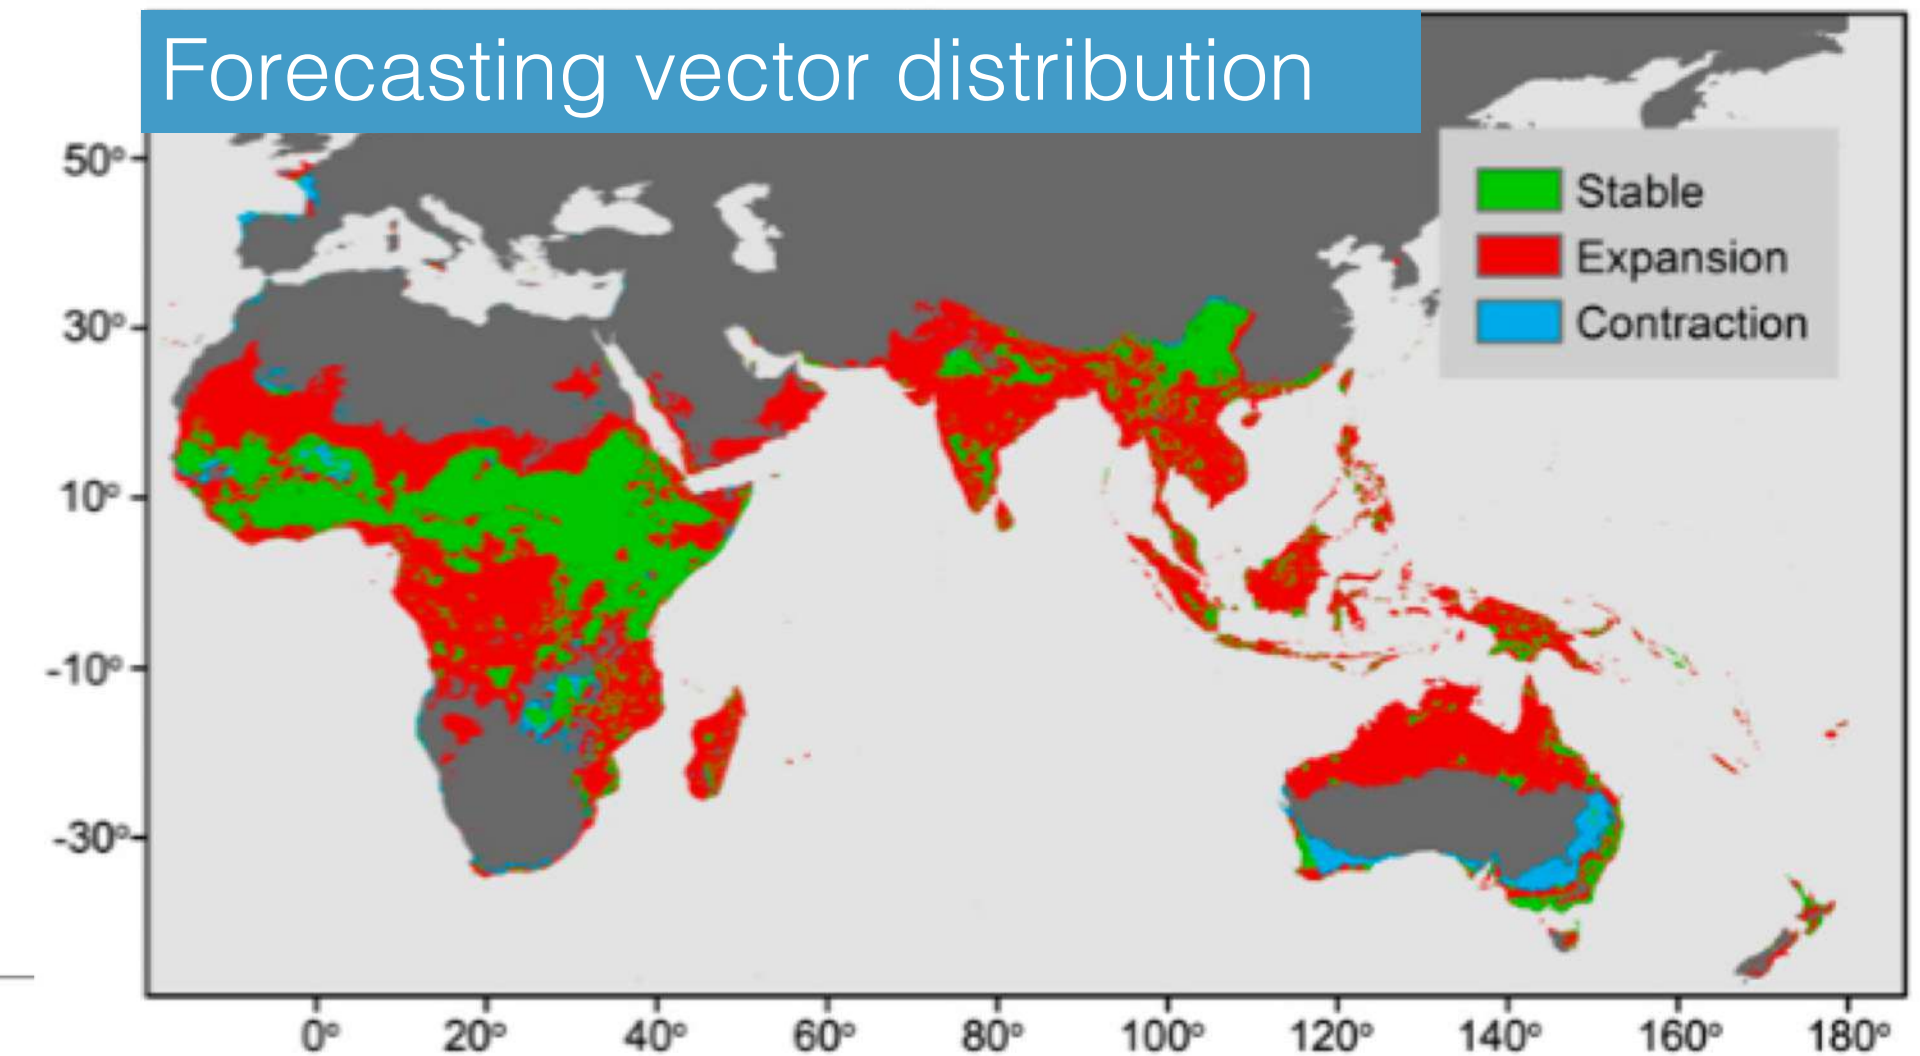 Forecasting vector distribution
Stable
Expansion
Contraction
50°
30°
10°
-10°
-30°
0° 20° 40° 60° 80° 100° 120° 140° 160° 180°